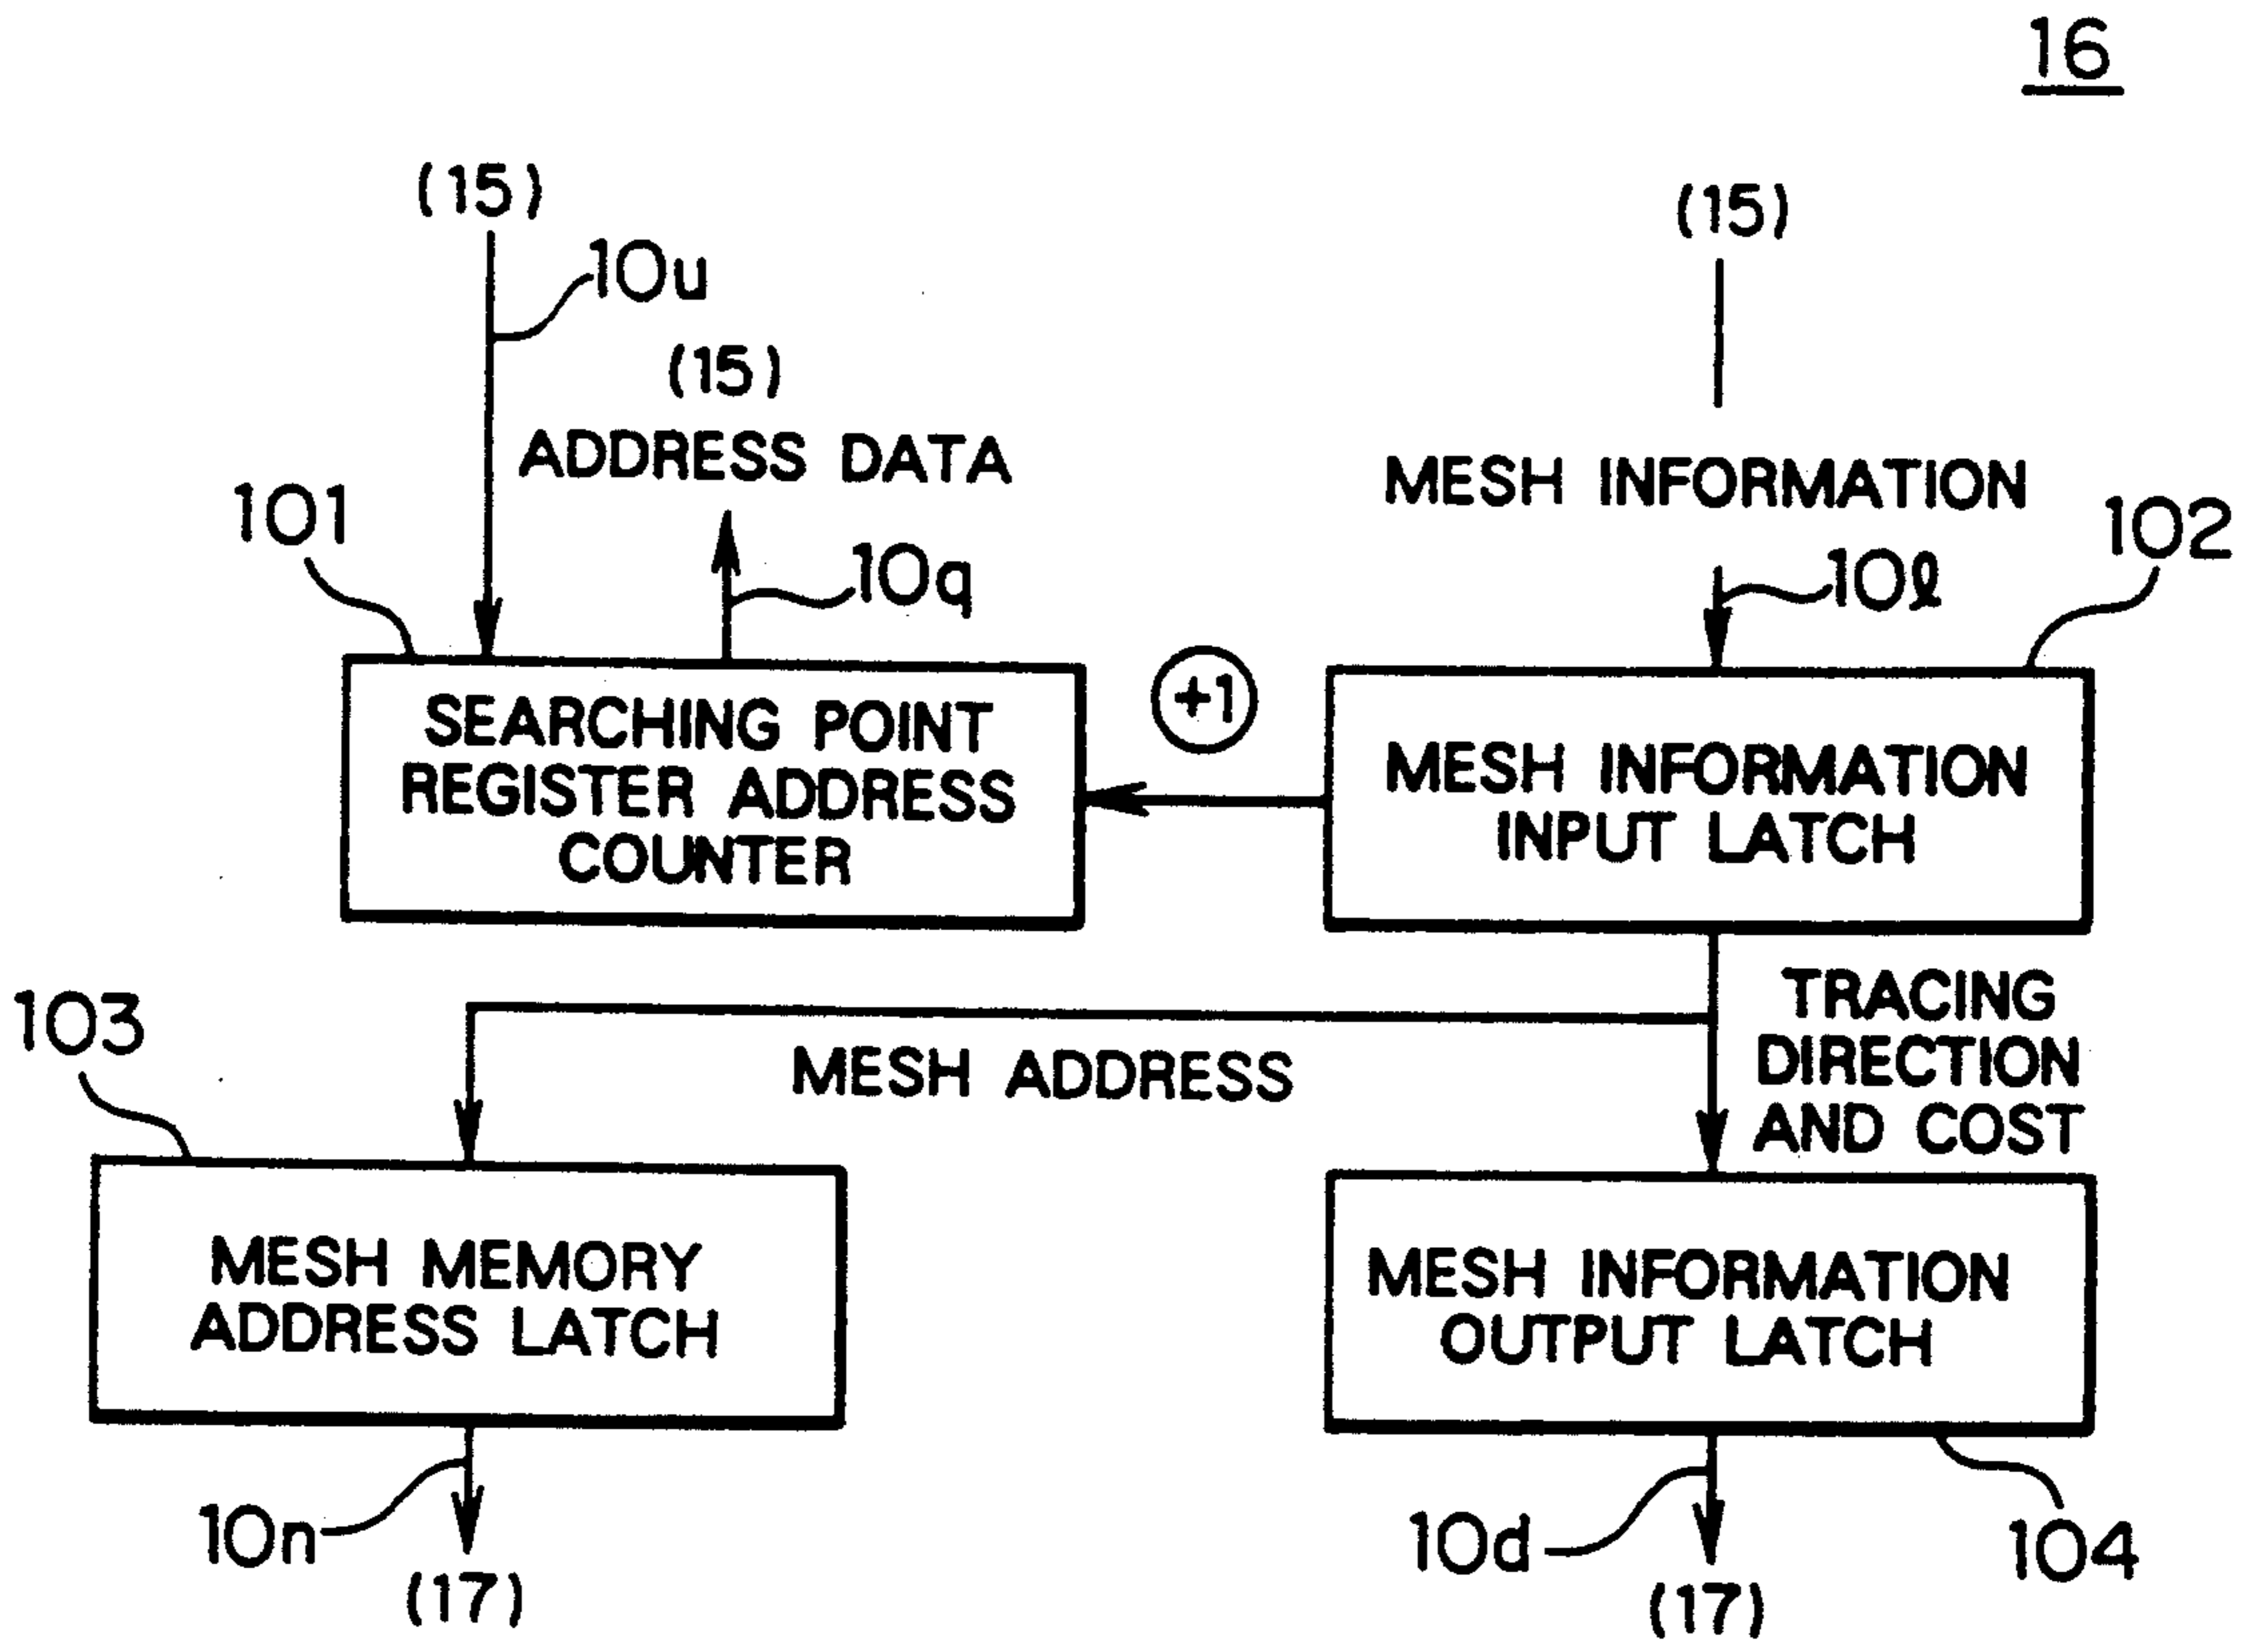 16
(15)
(15)
10u
(15)
ADDRESS DATA
MESH INFORMATION
101
102
10q
10ℓ
+1
SEARCHING POINT
REGISTER ADDRESS
COUNTER
MESH INFORMATION
INPUT LATCH
TRACING
DIRECTION
AND COST
103
MESH ADDRESS
MESH MEMORY
ADDRESS LATCH
MESH INFORMATION
OUTPUT LATCH
10n
10d
104
(17)
(17)